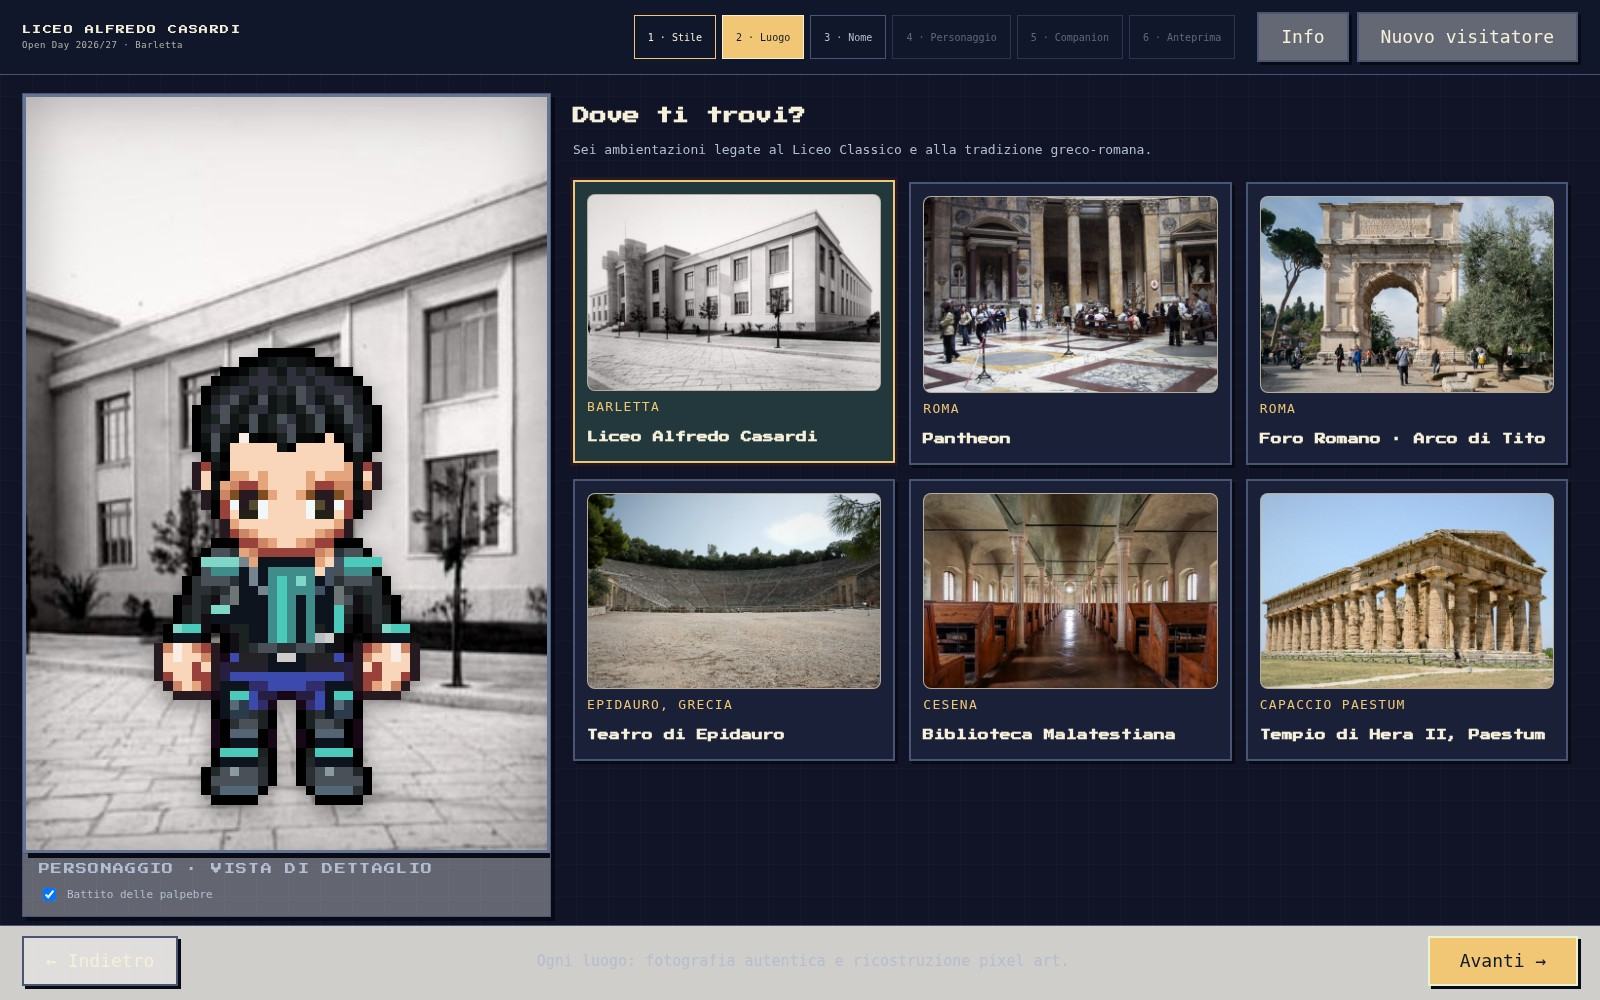 LICEO ALFREDO CASARDI
Open Day 2026/27 · Barletta
1 · Stile
2 · Luogo
3 · Nome
4 · Personaggio
5 · Companion
6 · Anteprima
Info
Nuovo visitatore
Dove ti trovi?
Sei ambientazioni legate al Liceo Classico e alla tradizione greco-romana.
BARLETTA
Liceo Alfredo Casardi
ROMA
Pantheon
ROMA
Foro Romano · Arco di Tito
EPIDAURO, GRECIA
Teatro di Epidauro
CESENA
Biblioteca Malatestiana
CAPACCIO PAESTUM
Tempio di Hera II, Paestum
PERSONAGGIO · VISTA DI DETTAGLIO
Battito delle palpebre
← Indietro
Ogni luogo: fotografia autentica e ricostruzione pixel art.
Avanti →